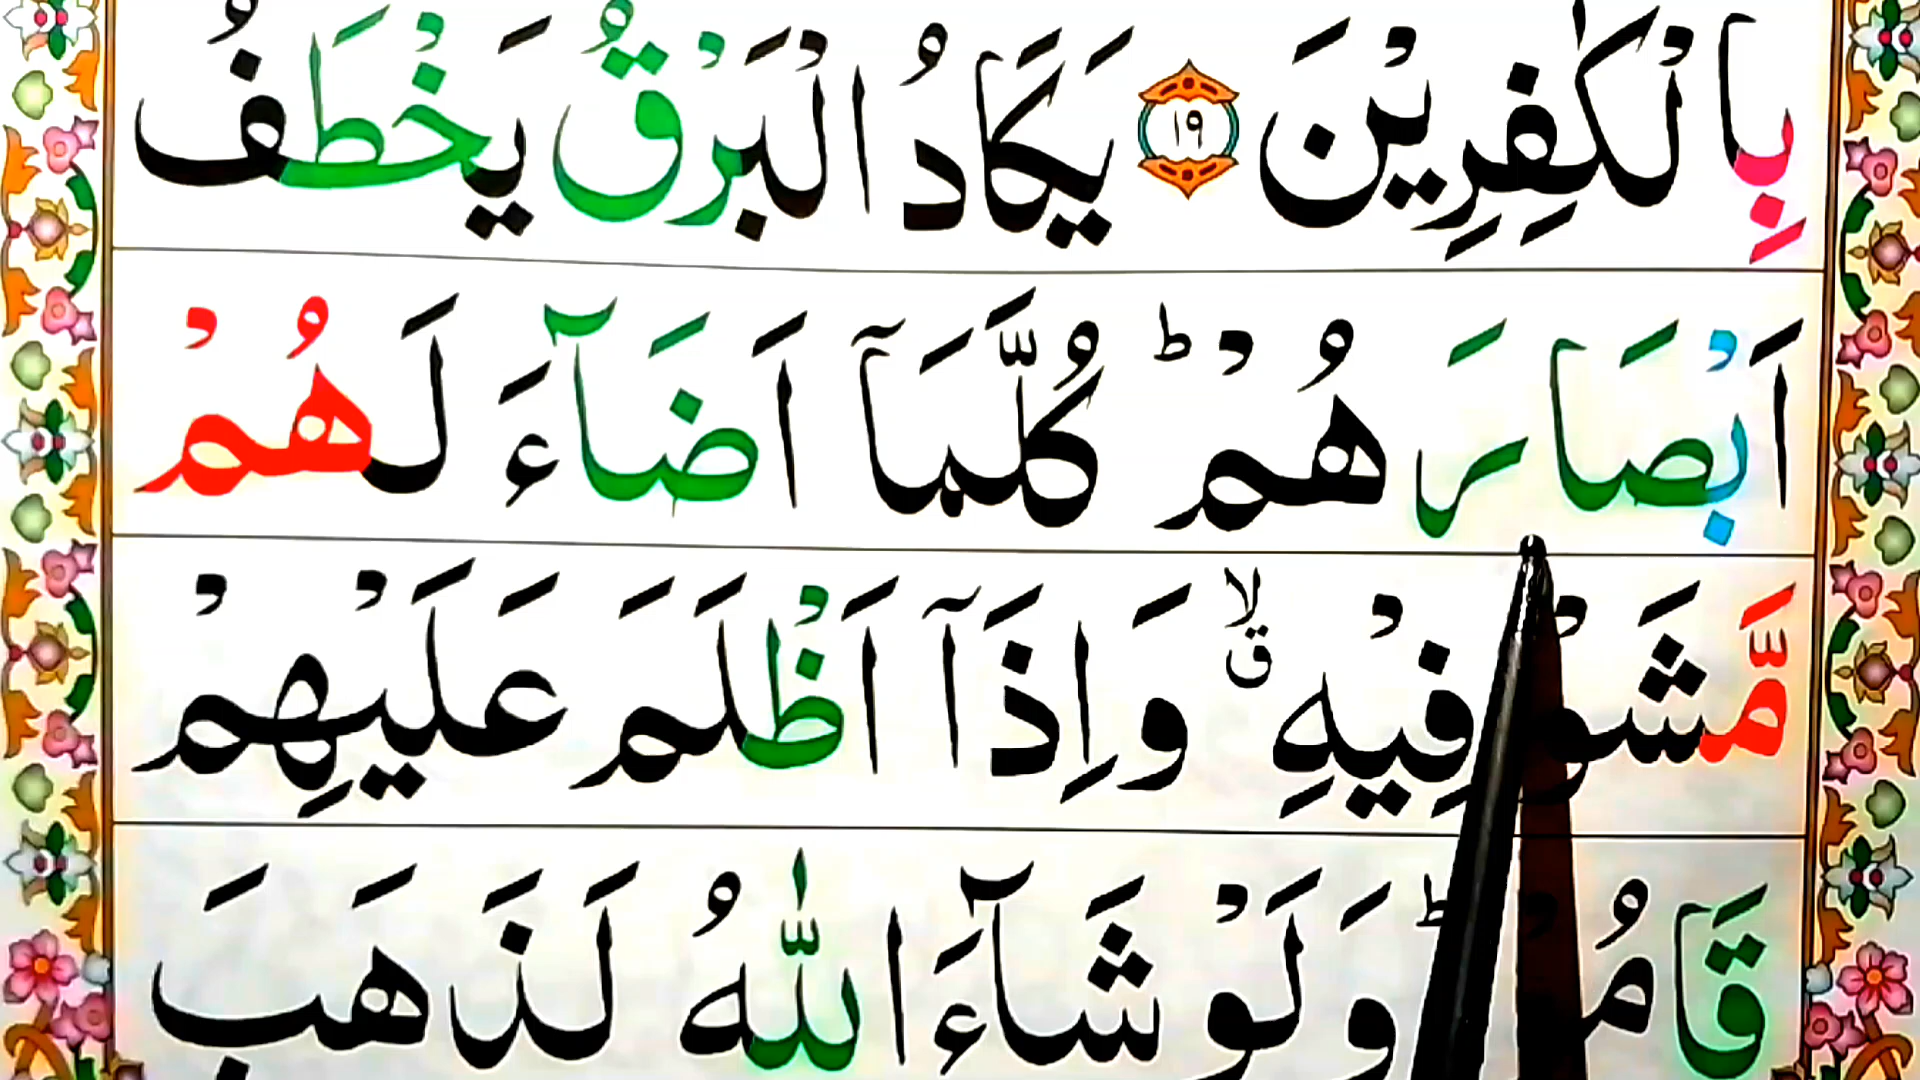 بِالْكٰفِرِيْنَ ١٩ يَكَادُ الْبَرْقُ يَخْطَفُ
اَبْصَارَهُمْ ؕ كُلَّمَاۤ اَضَآءَ لَهُمْ
مَّشَوْا فِيْهِ ۙۗ وَاِذَاۤ اَظْلَمَ عَلَيْهِمْ
قَامُوْا ؕ وَلَوْ شَآءَ اللّٰهُ لَذَهَبَ